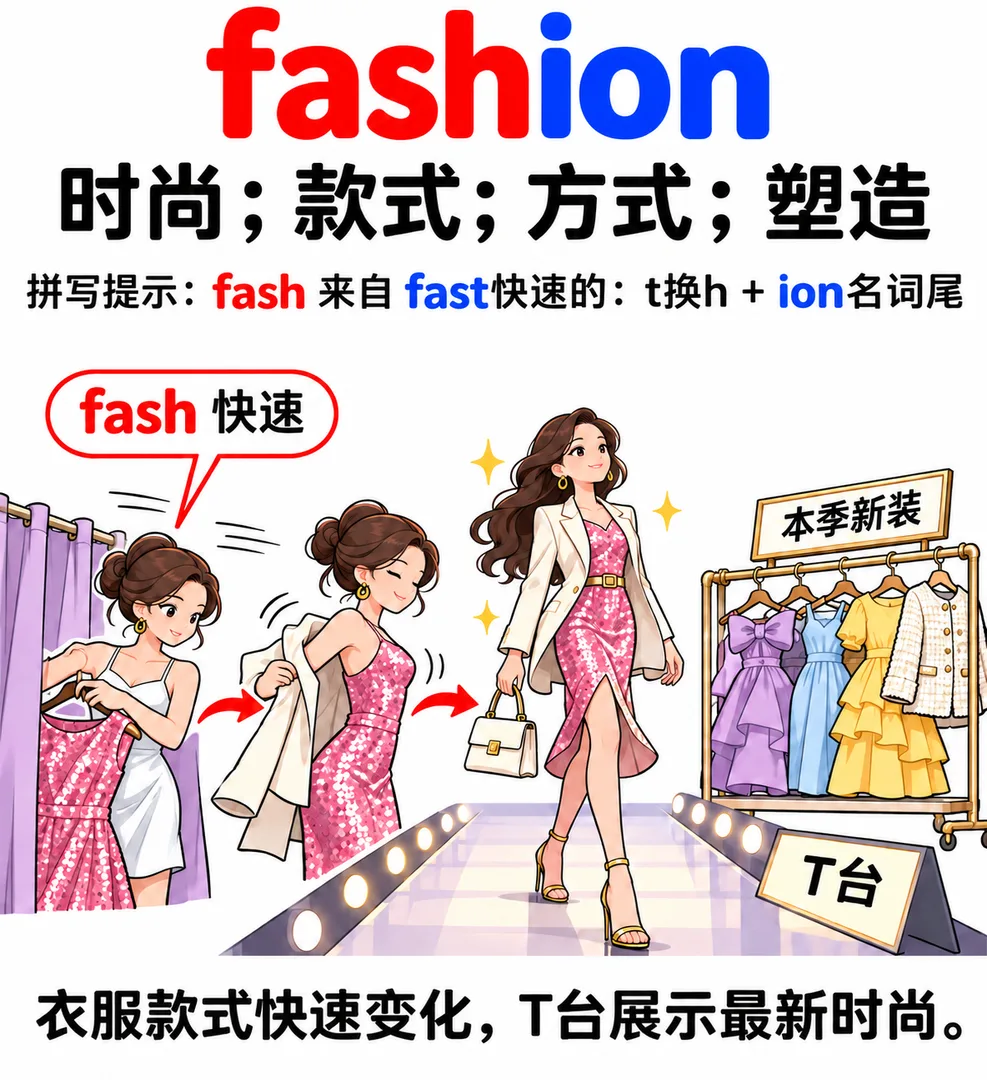 fashion
时尚；款式；方式；塑造
拼写提示：fash 来自 fast快速的：t换h + ion名词尾
fash 快速
本季新装
T台
衣服款式快速变化，T台展示最新时尚。